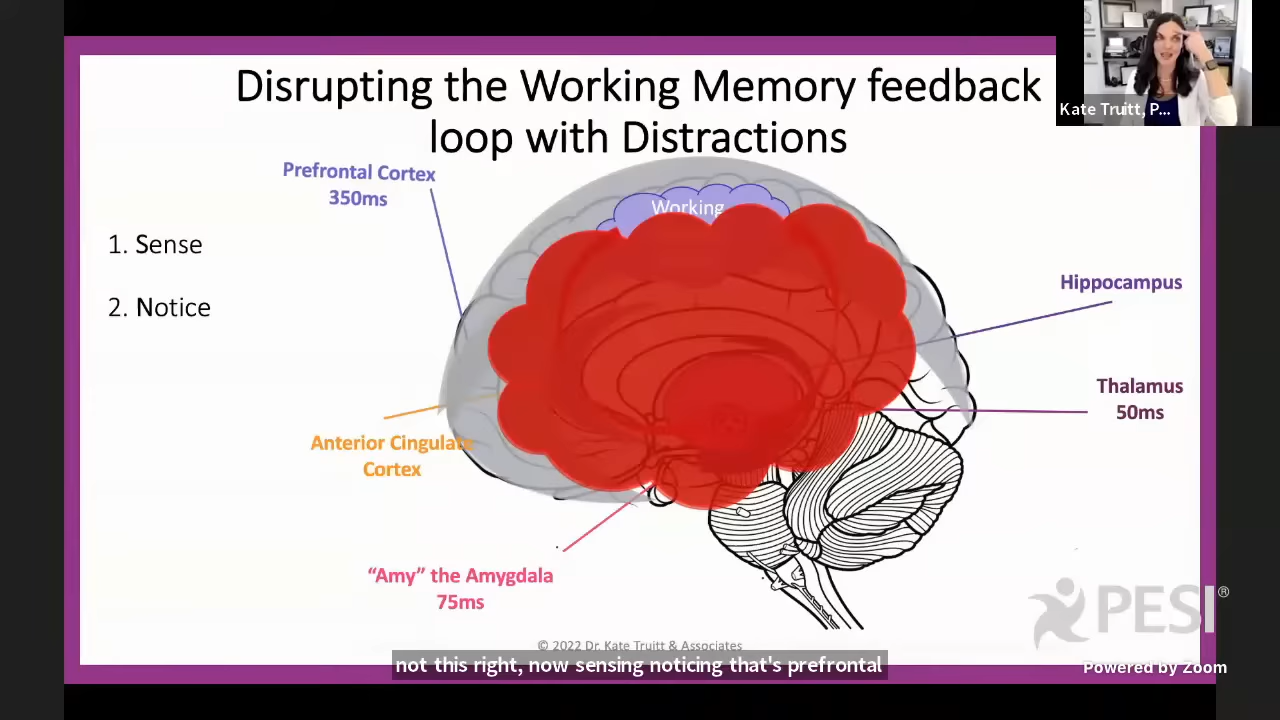 Disrupting the Working Memory feedback
loop with Distractions
Kate Truitt, P...
Prefrontal Cortex
350ms
Working
1. Sense
2. Notice
Hippocampus
Thalamus
50ms
Anterior Cingulate
Cortex
"Amy" the Amygdala
75ms
PESI®
© 2022 Dr. Kate Truitt & Associates
not this right, now sensing noticing that's prefrontal
Powered by Zoom